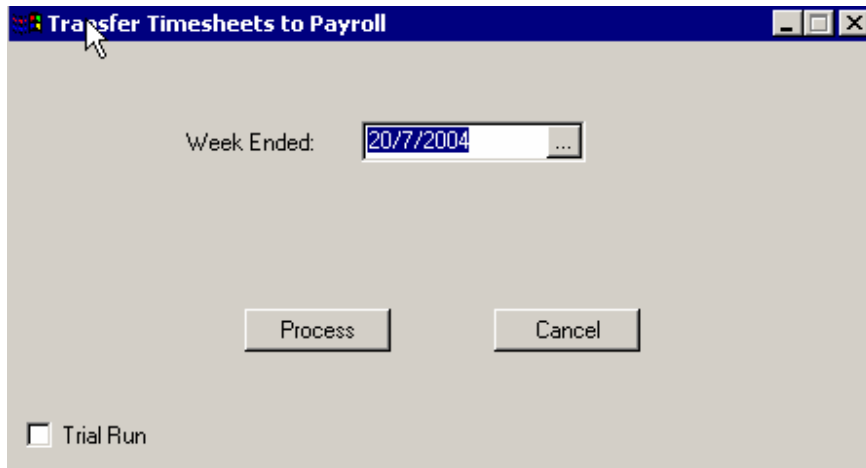 Transfer Timesheets to Payroll
Week Ended: 20/7/2004 ...
Process Cancel
Trial Run